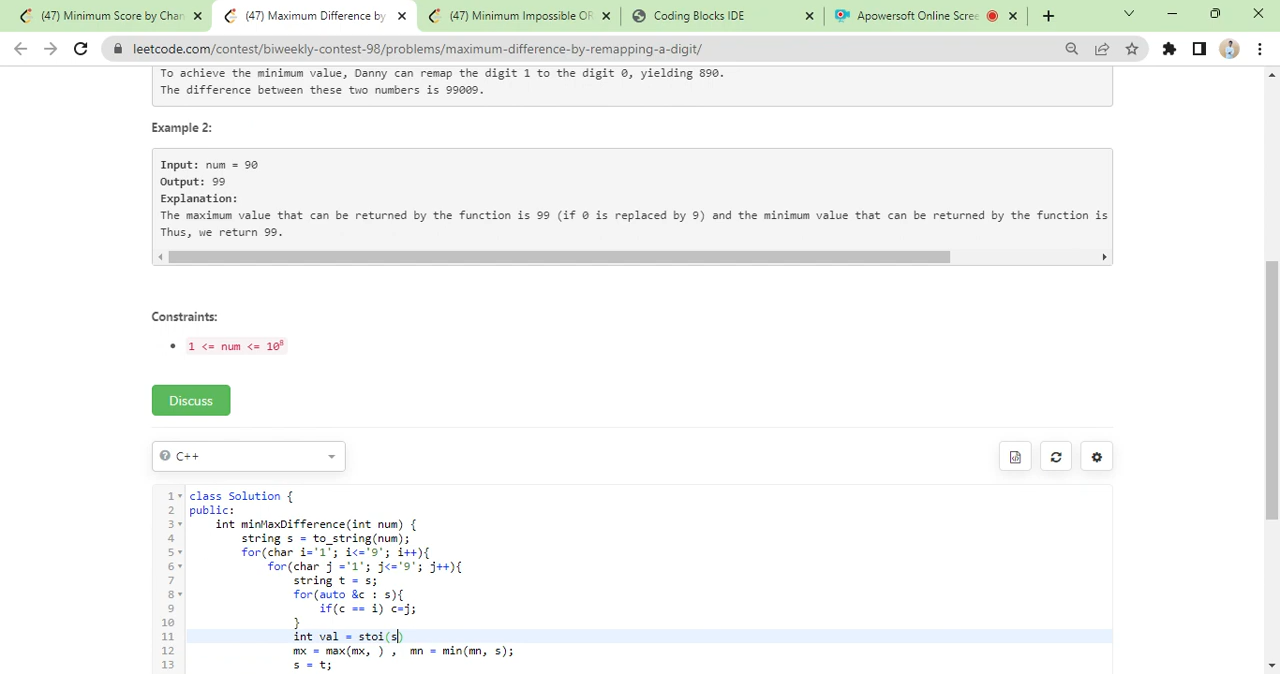 (47) Minimum Score by Chan
(47) Maximum Difference by
(47) Minimum Impossible OR
Coding Blocks IDE
Apowersoft Online Scree
leetcode.com/contest/biweekly-contest-98/problems/maximum-difference-by-remapping-a-digit/
To achieve the minimum value, Danny can remap the digit 1 to the digit 0, yielding 890.
The difference between these two numbers is 99009.
Example 2:
Input: num = 90
Output: 99
Explanation:
The maximum value that can be returned by the function is 99 (if 0 is replaced by 9) and the minimum value that can be returned by the function is
Thus, we return 99.
Constraints:
• 1 <= num <= 10⁸
Discuss
C++
1 class Solution {
2 public:
3 int minMaxDifference(int num) {
4 string s = to_string(num);
5 for(char i='1'; i<='9'; i++){
6 for(char j ='1'; j<='9'; j++){
7 string t = s;
8 for(auto &c : s){
9 if(c == i) c=j;
10 }
11 int val = stoi(s)
12 mx = max(mx, ) , mn = min(mn, s);
13 s = t;